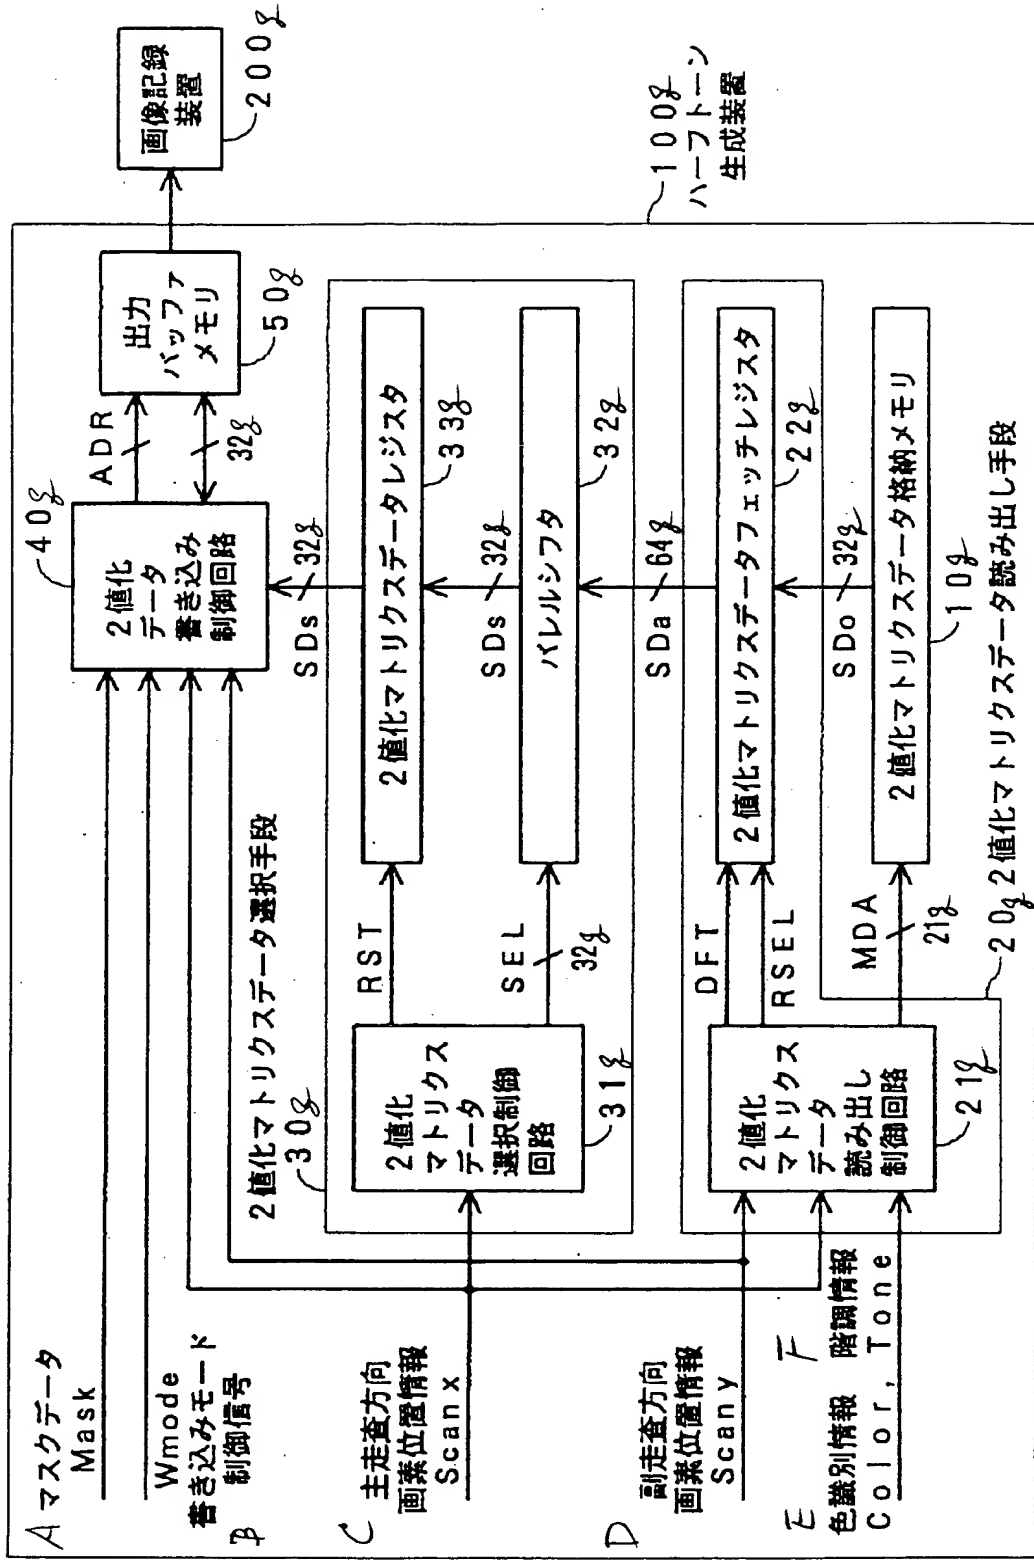 A マスクデータ
Mask
Wmode
書き込みモード
制御信号
B
C 主走査方向
画素位置情報
Scanx
D 副走査方向
画素位置情報
Scany
E F
色識別情報 階調情報
Color, Tone
40g
2値化
データ
書き込み
制御回路
ADR
32g
出力
バッファ
メモリ
50g
画像記録
装置
200g
2値化マトリクスデータ選択手段
30g
2値化
マトリクス
データ
選択制御
回路
31g
RST
SEL
32g
SDs 32g
2値化マトリクスデータレジスタ
33g
SDs 32g
バレルシフタ
32g
SDa 64g
2値化
マトリクス
データ
読み出し
制御回路
21g
DFT
RSEL
MDA
21g
2値化マトリクスデータフェッチレジスタ
22g
SDo 32g
2値化マトリクスデータ格納メモリ
10g
20g 2値化マトリクスデータ読み出し手段
100g
ハーフトーン
生成装置